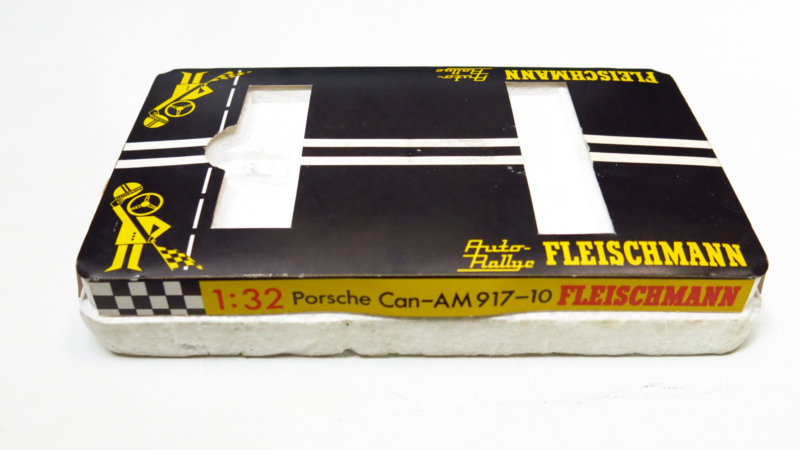 Auto-
Rallye FLEISCHMANN
Auto-
Rallye FLEISCHMANN
1:32 Porsche Can-AM 917-10 FLEISCHMANN